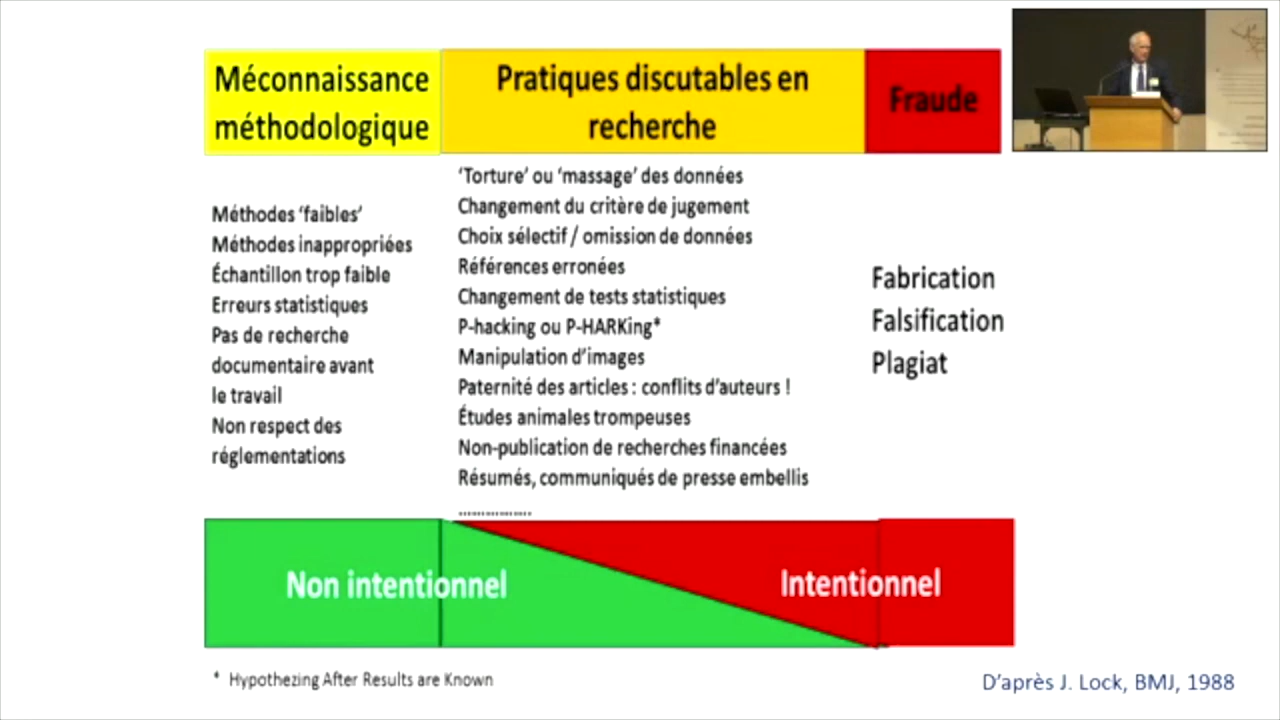 Méconnaissance
méthodologique
Pratiques discutables en
recherche
Fraude
Méthodes ‘faibles’
Méthodes inappropriées
Échantillon trop faible
Erreurs statistiques
Pas de recherche
documentaire avant
le travail
Non respect des
réglementations
‘Torture’ ou ‘massage’ des données
Changement du critère de jugement
Choix sélectif / omission de données
Références erronées
Changement de tests statistiques
P-hacking ou P-HARKing*
Manipulation d’images
Paternité des articles : conflits d’auteurs !
Études animales trompeuses
Non-publication de recherches financées
Résumés, communiqués de presse embellis
................
Fabrication
Falsification
Plagiat
Non intentionnel
Intentionnel
* Hypothezing After Results are Known
D’après J. Lock, BMJ, 1988